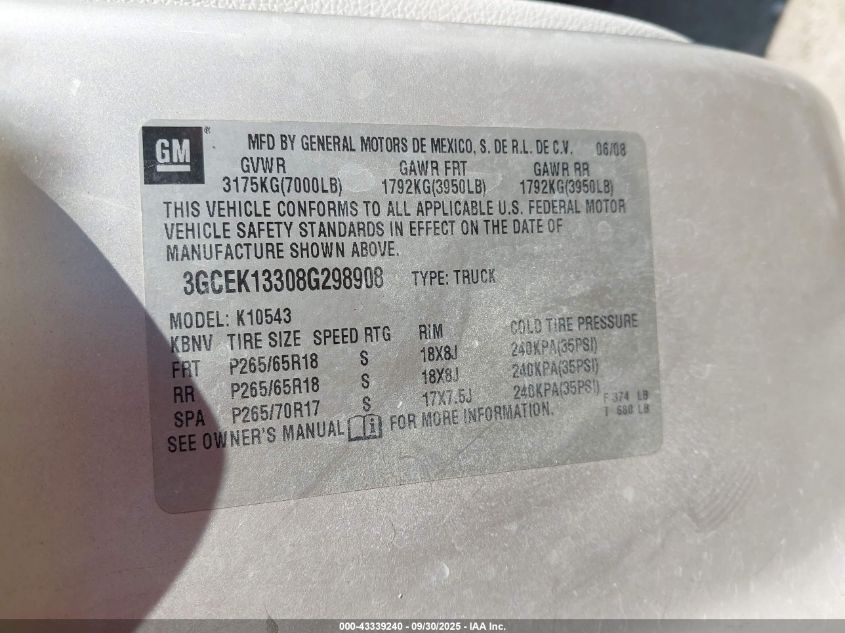 GM ® MFD BY GENERAL MOTORS DE MEXICO, S. DE R.L. DE C.V. 06/08
GVWR GAWR FRT GAWR RR
3175KG(7000LB) 1792KG(3950LB) 1792KG(3950LB)
THIS VEHICLE CONFORMS TO ALL APPLICABLE U.S. FEDERAL MOTOR
VEHICLE SAFETY STANDARDS IN EFFECT ON THE DATE OF
MANUFACTURE SHOWN ABOVE.
3GCEK13308G298908 TYPE: TRUCK
MODEL: K10543
KBNV TIRE SIZE SPEED RTG RIM COLD TIRE PRESSURE
FRT P265/65R18 S 18X8J 240KPA(35PSI)
RR P265/65R18 S 18X8J 240KPA(35PSI)
SPA P265/70R17 S 17X7.5J 240KPA(35PSI) F 374 LB
SEE OWNER'S MANUAL i FOR MORE INFORMATION. T 680 LB
000-43339240 - 09/30/2025 - IAA Inc.